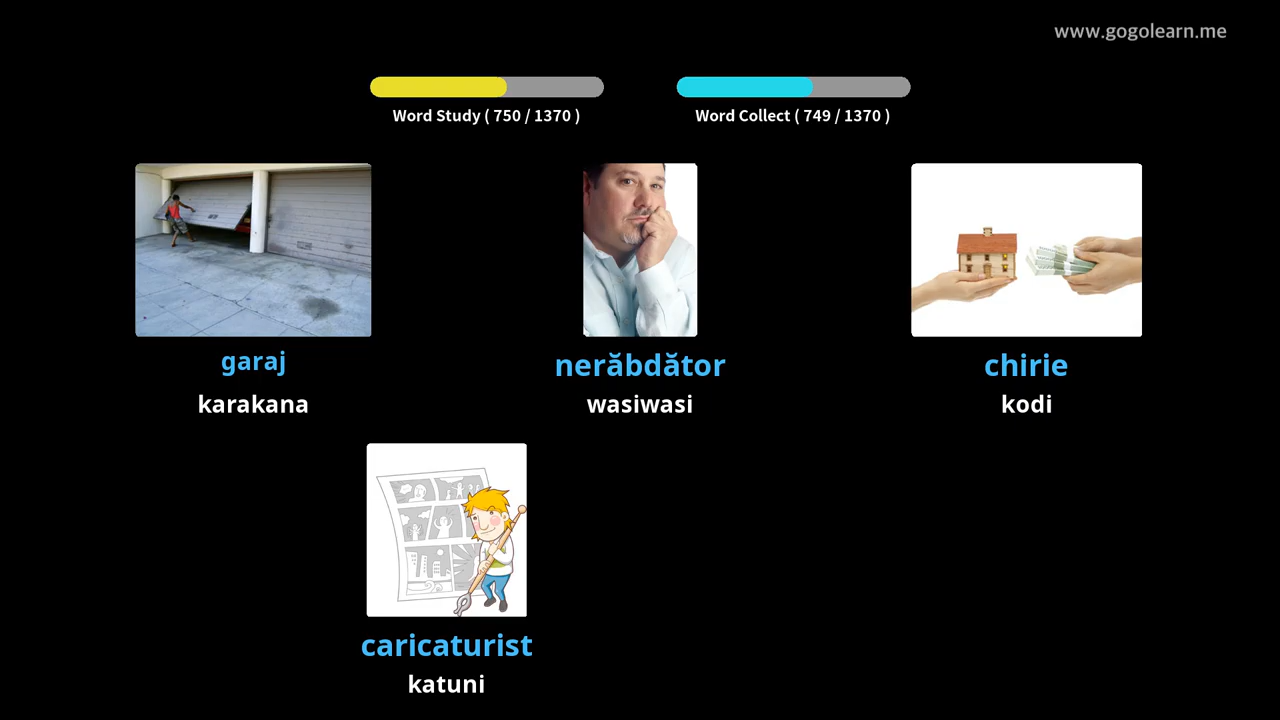 www.gogolearn.me
Word Study ( 750 / 1370 )
Word Collect ( 749 / 1370 )
garaj
karakana
nerăbdător
wasiwasi
chirie
kodi
caricaturist
katuni